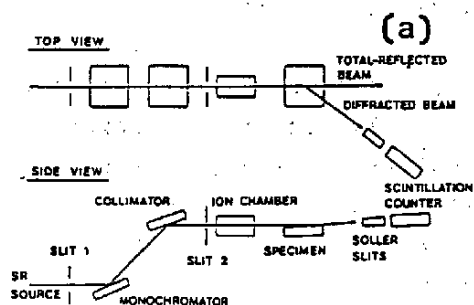 (a)
TOP VIEW
TOTAL-REFLECTED
BEAM
DIFFRACTED BEAM
SIDE VIEW
SCINTILLATION
COUNTER
COLLIMATOR
ION CHAMBER
SLIT 1
SLIT 2
SPECIMEN
SOLLER
SLITS
SR
SOURCE
MONOCHROMATOR